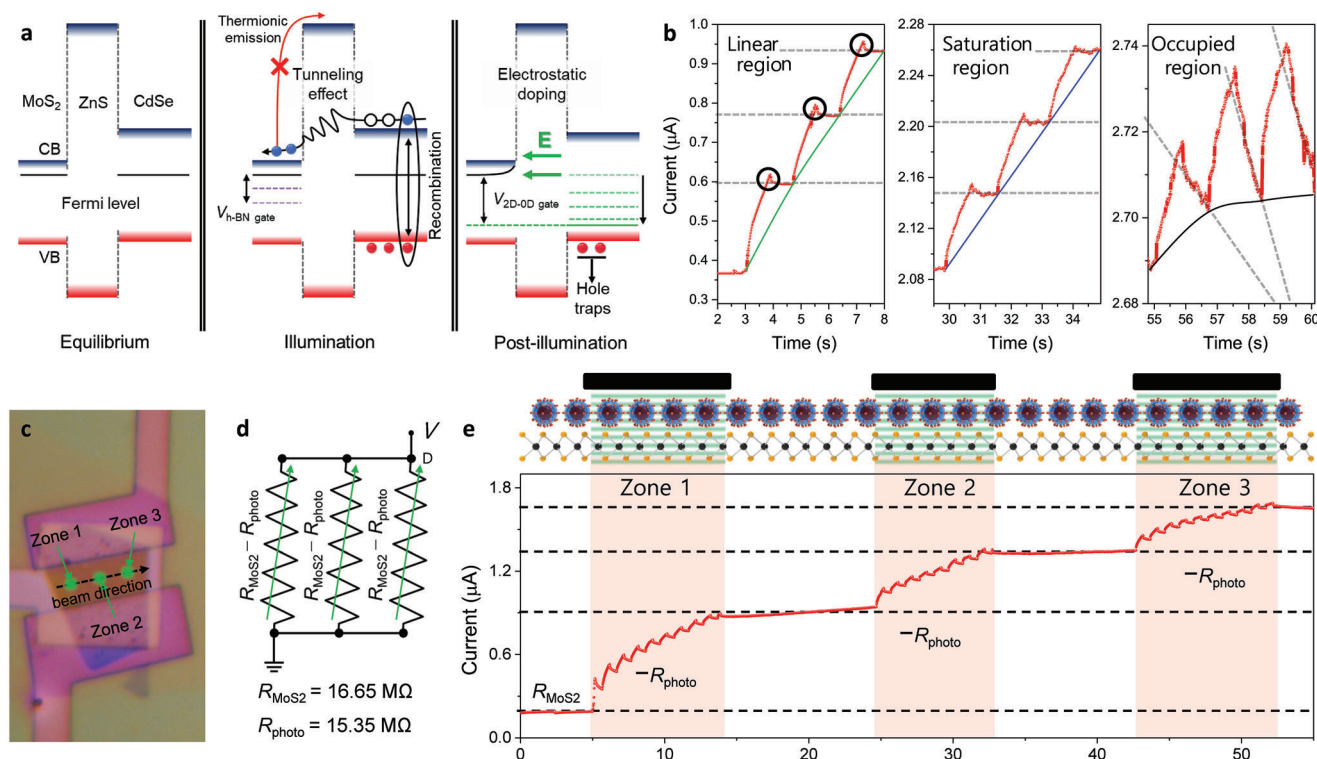 a
Thermionic
emission
MoS2
ZnS
CdSe
CB
Fermi level
Vh-BN gate
VB
Tunneling
effect
Recombination
Electrostatic
doping
E
V2D-0D gate
Hole
traps
Equilibrium
Illumination
Post-illumination
b
Linear
region
Saturation
region
Occupied
region
Current (µA)
1.0
0.9
0.8
0.7
0.6
0.5
0.4
0.3
2 3 4 5 6 7 8
Time (s)
2.28
2.24
2.20
2.16
2.12
2.08
30 31 32 33 34
Time (s)
2.74
2.72
2.70
2.68
55 56 57 58 59 60
Time (s)
c
Zone 1
Zone 3
beam direction
Zone 2
d
V
D
RMoS2 – Rphoto
RMoS2 – Rphoto
RMoS2 – Rphoto
RMoS2 = 16.65 MΩ
Rphoto = 15.35 MΩ
e
Zone 1
Zone 2
Zone 3
Current (µA)
1.8
1.2
0.6
0.0
RMoS2
–Rphoto
–Rphoto
–Rphoto
0 10 20 30 40 50